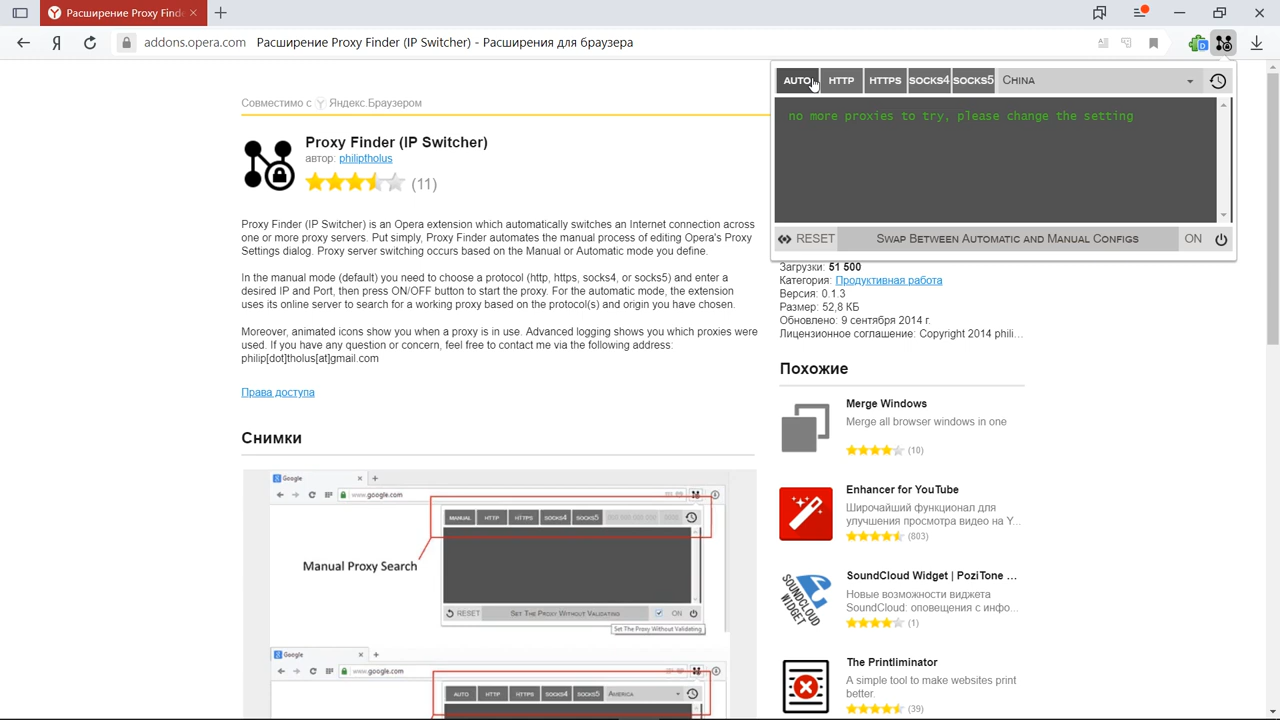 Расширение Proxy Find
Я
addons.opera.com Расширение Proxy Finder (IP Switcher) - Расширения для браузера
AUTO HTTP HTTPS SOCKS4 SOCKS5 CHINA
no more proxies to try, please change the setting
RESET SWAP BETWEEN AUTOMATIC AND MANUAL CONFIGS ON
Совместимо с Яндекс.Браузером
Proxy Finder (IP Switcher)
автор: philiptholus
(11)
Proxy Finder (IP Switcher) is an Opera extension which automatically switches an Internet connection across
one or more proxy servers. Put simply, Proxy Finder automates the manual process of editing Opera's Proxy
Settings dialog. Proxy server switching occurs based on the Manual or Automatic mode you define.
In the manual mode (default) you need to choose a protocol (http, https, socks4, or socks5) and enter a
desired IP and Port, then press ON/OFF button to start the proxy. For the automatic mode, the extension
uses its online server to search for a working proxy based on the protocol(s) and origin you have chosen.
Moreover, animated icons show you when a proxy is in use. Advanced logging shows you which proxies were
used. If you have any question or concern, feel free to contact me via the following address:
philip[dot]tholus[at]gmail.com
Права доступа
Снимки
Google
www.google.com
MANUAL HTTP HTTPS SOCKS4 SOCKS5
Manual Proxy Search
RESET SET THE PROXY WITHOUT VALIDATING ON
Set The Proxy Without Validating
Google
www.google.com
AUTO HTTP HTTPS SOCKS4 SOCKS5 AMERICA
Загрузки: 51 500
Категория: Продуктивная работа
Версия: 0.1.3
Размер: 52,8 КБ
Обновлено: 9 сентября 2014 г.
Лицензионное соглашение: Copyright 2014 phili...
Похожие
Merge Windows
Merge all browser windows in one
(10)
Enhancer for YouTube
Широчайший функционал для
улучшения просмотра видео на Y...
(803)
SoundCloud Widget | PoziTone ...
Новые возможности виджета
SoundCloud: оповещения с инфо...
(1)
The Printliminator
A simple tool to make websites print
better.
(39)